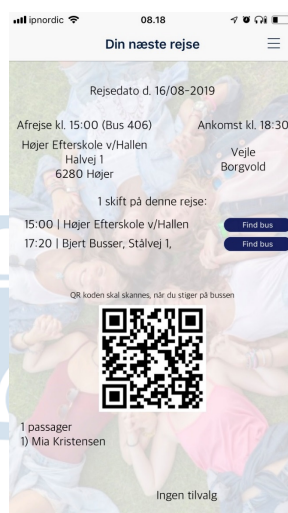 ipnordic 08.18
Din næste rejse
Rejsedato d. 16/08-2019
Afrejse kl. 15:00 (Bus 406)
Højer Efterskole v/Hallen
Halvej 1
6280 Højer
Ankomst kl. 18:30
Vejle
Borgvold
1 skift på denne rejse:
15:00 | Højer Efterskole v/Hallen Find bus
17:20 | Bjert Busser, Stålvej 1, Find bus
QR koden skal skannes, når du stiger på bussen
1 passager
1) Mia Kristensen
Ingen tilvalg